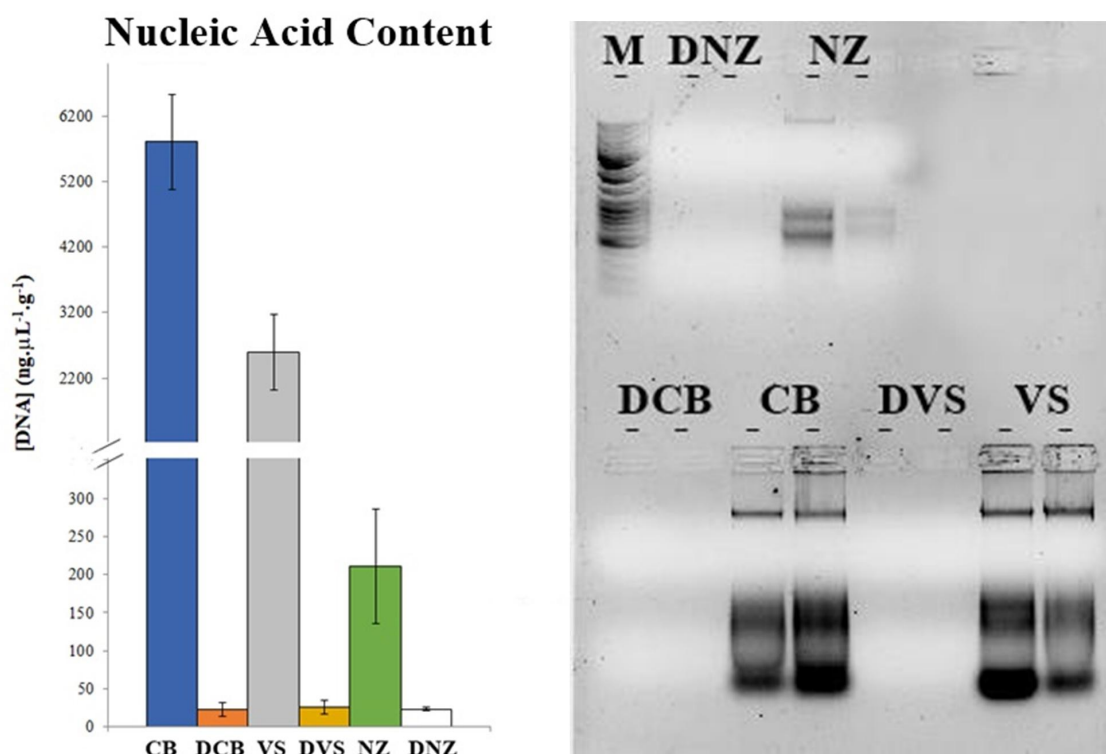 Nucleic Acid Content
[DNA] (ng.µL⁻¹.g⁻¹)
6200
5200
4200
3200
2200
300
250
200
150
100
50
0
CB DCB VS DVS NZ DNZ
M DNZ NZ
DCB CB DVS VS